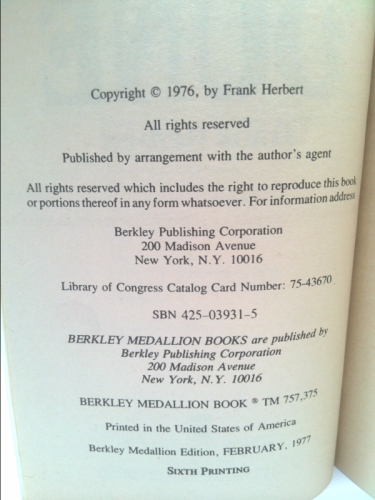 Copyright © 1976, by Frank Herbert
All rights reserved
Published by arrangement with the author's agent
All rights reserved which includes the right to reproduce this book
or portions thereof in any form whatsoever. For information address
Berkley Publishing Corporation
200 Madison Avenue
New York, N.Y. 10016
Library of Congress Catalog Card Number: 75-43670
SBN 425-03931-5
BERKLEY MEDALLION BOOKS are published by
Berkley Publishing Corporation
200 Madison Avenue
New York, N.Y. 10016
BERKLEY MEDALLION BOOK ® TM 757,375
Printed in the United States of America
Berkley Medallion Edition, FEBRUARY, 1977
SIXTH PRINTING